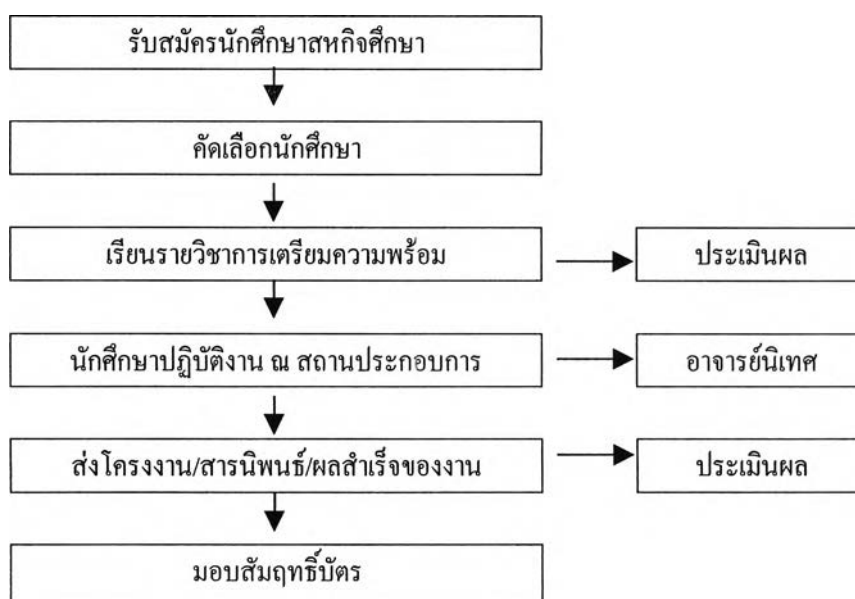 รับสมัครนักศึกษาสหกิจศึกษา
คัดเลือกนักศึกษา
เรียนรายวิชาการเตรียมความพร้อม
ประเมินผล
นักศึกษาปฏิบัติงาน ณ สถานประกอบการ
อาจารย์นิเทศ
ส่งโครงงาน/สารนิพนธ์/ผลสำเร็จของงาน
ประเมินผล
มอบสัมฤทธิ์บัตร